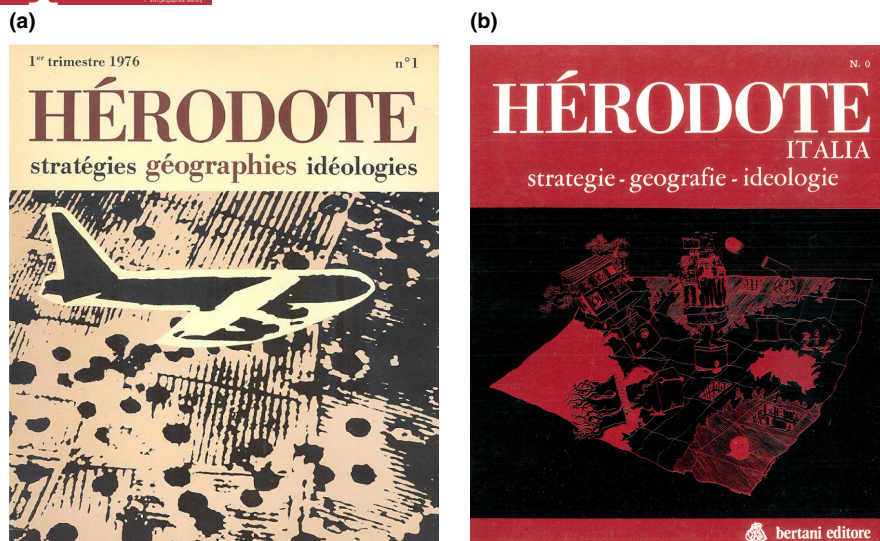 (a)
(b)
1er trimestre 1976
n°1
HÉRODOTE
stratégies géographies idéologies
N. 0
HÉRODOTE
ITALIA
strategie - geografie - ideologie
bertani editore